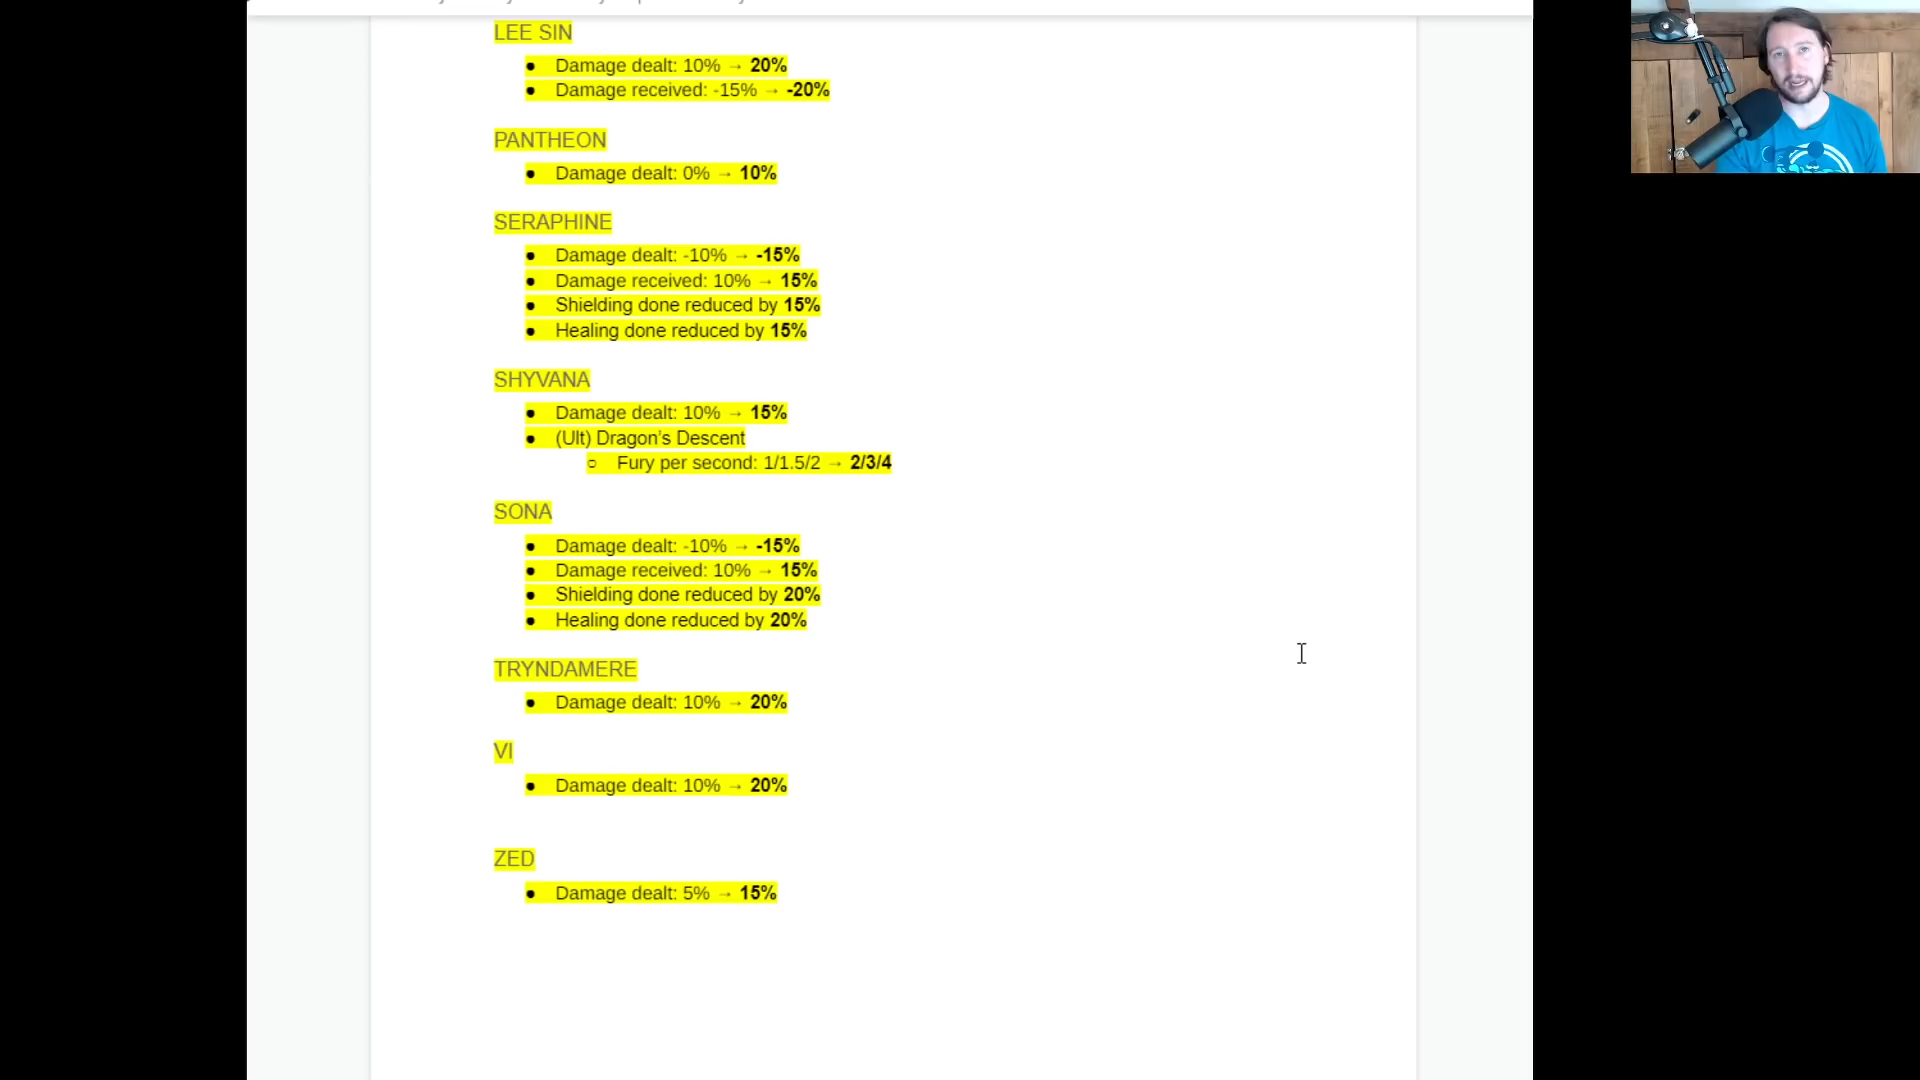 LEE SIN
● Damage dealt: 10% → 20%
● Damage received: -15% → -20%
PANTHEON
● Damage dealt: 0% → 10%
SERAPHINE
● Damage dealt: -10% → -15%
● Damage received: 10% → 15%
● Shielding done reduced by 15%
● Healing done reduced by 15%
SHYVANA
● Damage dealt: 10% → 15%
● (Ult) Dragon's Descent
○ Fury per second: 1/1.5/2 → 2/3/4
SONA
● Damage dealt: -10% → -15%
● Damage received: 10% → 15%
● Shielding done reduced by 20%
● Healing done reduced by 20%
TRYNDAMERE
● Damage dealt: 10% → 20%
VI
● Damage dealt: 10% → 20%
ZED
● Damage dealt: 5% → 15%